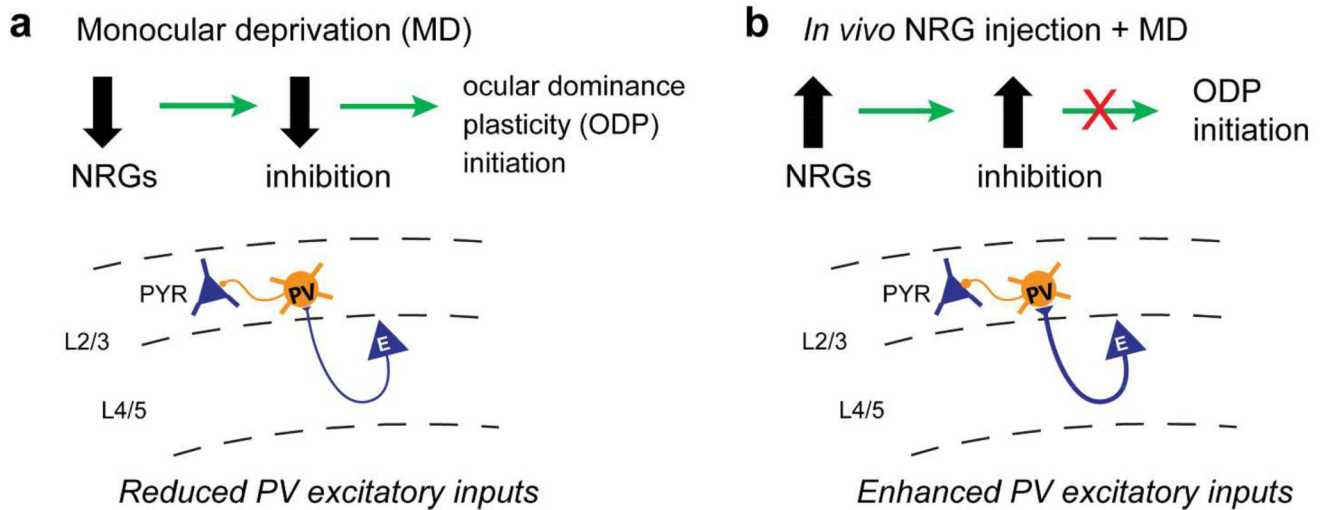 a Monocular deprivation (MD)
NRGs
inhibition
ocular dominance
plasticity (ODP)
initiation
PYR
PV
L2/3
E
L4/5
Reduced PV excitatory inputs
b In vivo NRG injection + MD
NRGs
inhibition
ODP
initiation
PYR
PV
L2/3
E
L4/5
Enhanced PV excitatory inputs